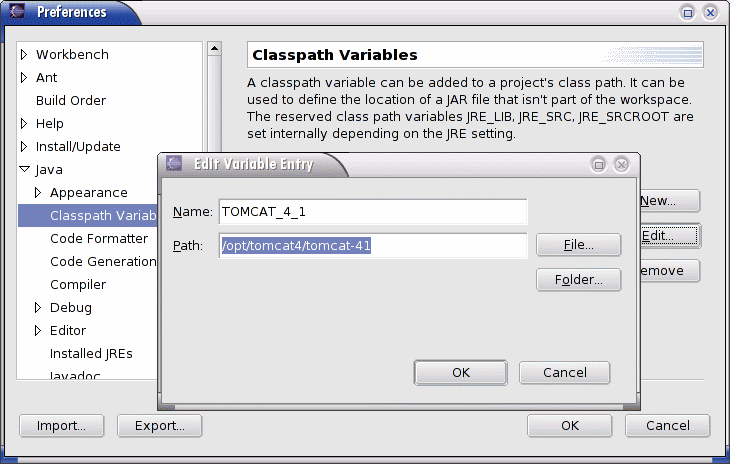 Preferences
Workbench
Ant
Build Order
Help
Install/Update
Java
Appearance
Classpath Variab
Code Formatter
Code Generation
Compiler
Debug
Editor
Installed JREs
Javadoc
Classpath Variables
A classpath variable can be added to a project's class path. It can be
used to define the location of a JAR file that isn't part of the workspace.
The reserved class path variables JRE_LIB, JRE_SRC, JRE_SRCROOT are
set internally depending on the JRE setting.
New...
Edit...
emove
Edit Variable Entry
Name: TOMCAT_4_1
Path: /opt/tomcat4/tomcat-41
File...
Folder...
OK Cancel
Import... Export... OK Cancel